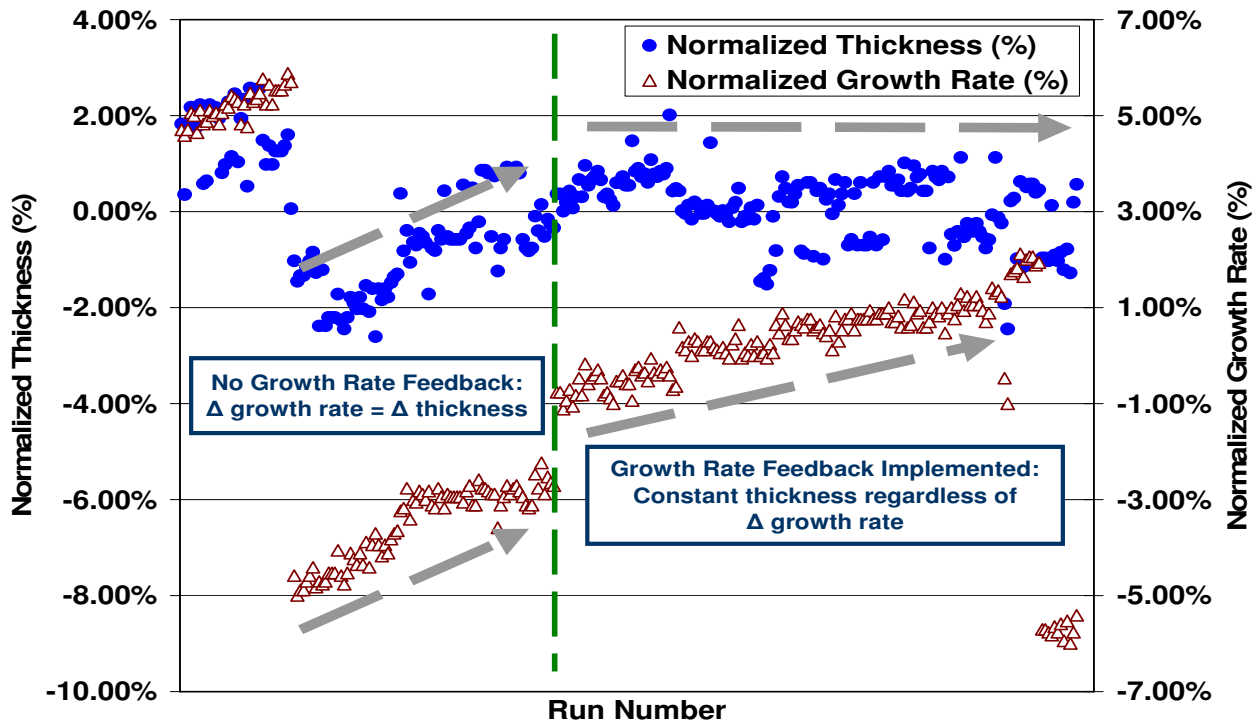 Normalized Thickness (%)
4.00%
2.00%
0.00%
-2.00%
-4.00%
-6.00%
-8.00%
-10.00%
Normalized Thickness (%)
Normalized Growth Rate (%)
No Growth Rate Feedback:
Δ growth rate = Δ thickness
Growth Rate Feedback Implemented:
Constant thickness regardless of
Δ growth rate
7.00%
5.00%
3.00%
1.00%
-1.00%
-3.00%
-5.00%
-7.00%
Normalized Growth Rate (%)
Run Number